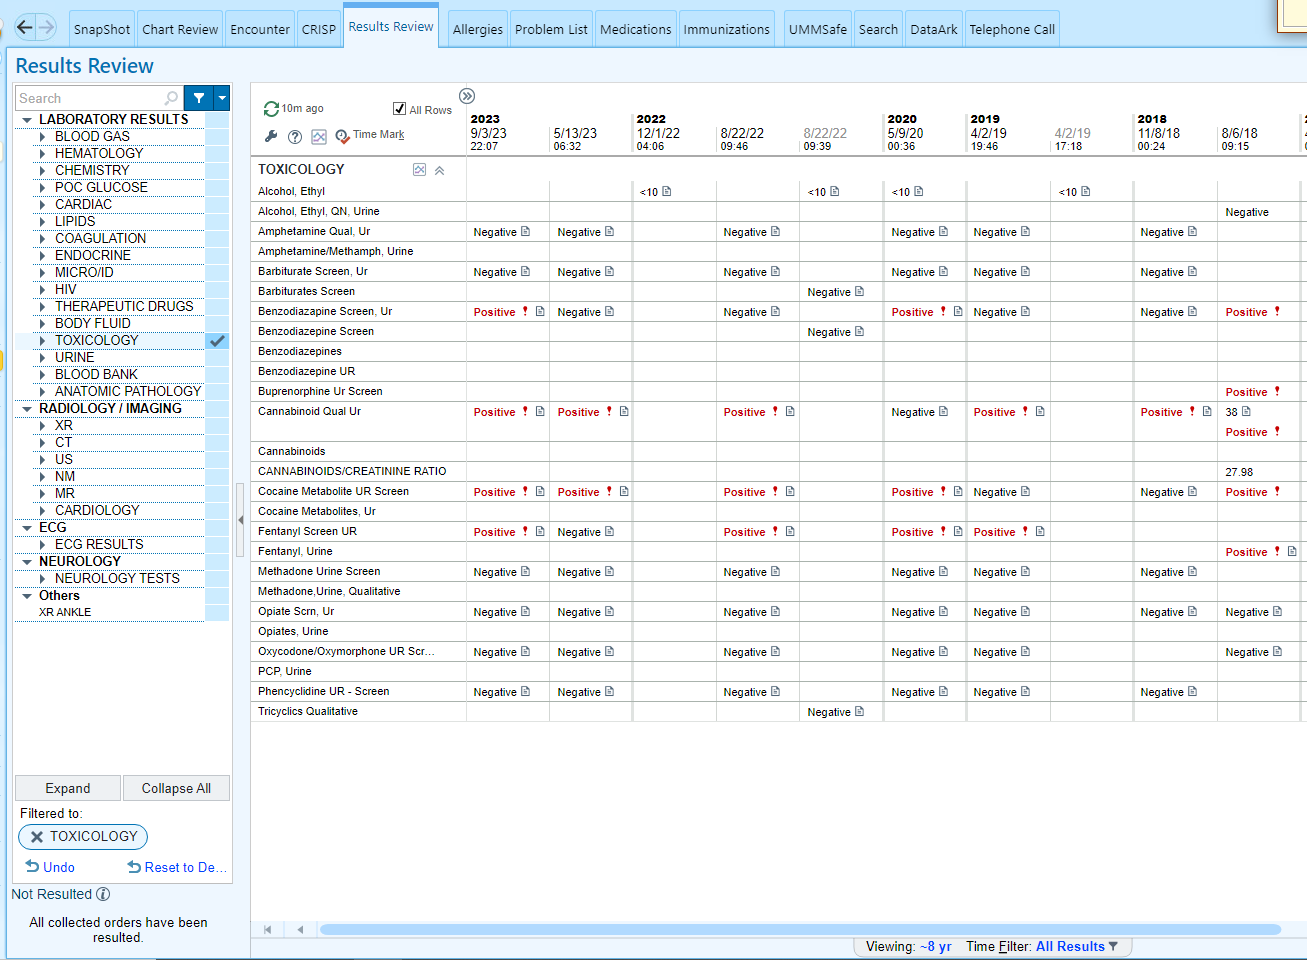 SnapShot Chart Review Encounter CRISP Results Review Allergies Problem List Medications Immunizations UMMSafe Search DataArk Telephone Call
Results Review
Search
LABORATORY RESULTS
BLOOD GAS
HEMATOLOGY
CHEMISTRY
POC GLUCOSE
CARDIAC
LIPIDS
COAGULATION
ENDOCRINE
MICRO/ID
HIV
THERAPEUTIC DRUGS
BODY FLUID
TOXICOLOGY
URINE
BLOOD BANK
ANATOMIC PATHOLOGY
RADIOLOGY / IMAGING
XR
CT
US
NM
MR
CARDIOLOGY
ECG
ECG RESULTS
NEUROLOGY
NEUROLOGY TESTS
Others
XR ANKLE
Expand Collapse All
Filtered to:
TOXICOLOGY
Undo Reset to De...
Not Resulted
All collected orders have been
resulted.
10m ago All Rows
Time Mark
2023 2022 2020 2019 2018
9/3/23 5/13/23 12/1/22 8/22/22 8/22/22 5/9/20 4/2/19 4/2/19 11/8/18 8/6/18
22:07 06:32 04:06 09:46 09:39 00:36 19:46 17:18 00:24 09:15
TOXICOLOGY
Alcohol, Ethyl <10 <10 <10 <10
Alcohol, Ethyl, QN, Urine Negative
Amphetamine Qual, Ur Negative Negative Negative Negative Negative Negative
Amphetamine/Methamph, Urine
Barbiturate Screen, Ur Negative Negative Negative Negative Negative Negative
Barbiturates Screen Negative
Benzodiazapine Screen, Ur Positive ! Negative Negative Positive ! Negative Negative Positive !
Benzodiazepine Screen Negative
Benzodiazepines
Benzodiazepine UR
Buprenorphine Ur Screen Positive !
Cannabinoid Qual Ur Positive ! Positive ! Positive ! Negative Positive ! Positive ! 38
Positive !
Cannabinoids
CANNABINOIDS/CREATININE RATIO 27.98
Cocaine Metabolite UR Screen Positive ! Positive ! Positive ! Positive ! Negative Negative Positive !
Cocaine Metabolites, Ur
Fentanyl Screen UR Positive ! Negative Positive ! Positive ! Positive !
Fentanyl, Urine Positive !
Methadone Urine Screen Negative Negative Negative Negative Negative Negative
Methadone,Urine, Qualitative
Opiate Scrn, Ur Negative Negative Negative Negative Negative Negative Negative
Opiates, Urine
Oxycodone/Oxymorphone UR Scr... Negative Negative Negative Negative Negative Negative
PCP, Urine
Phencyclidine UR - Screen Negative Negative Negative Negative Negative Negative
Tricyclics Qualitative Negative
Viewing: ~8 yr Time Filter: All Results